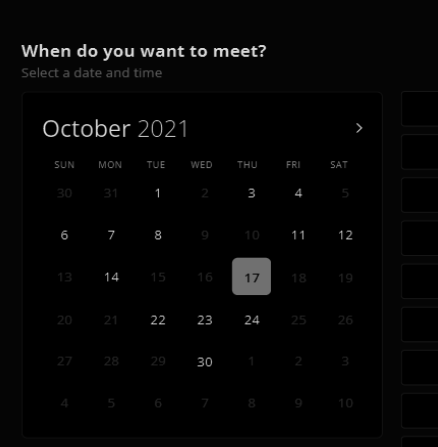 When do you want to meet?
Select a date and time
October 2021 >
SUN MON TUE WED THU FRI SAT
30 31 1 2 3 4 5
6 7 8 9 10 11 12
13 14 15 16 17 18 19
20 21 22 23 24 25 26
27 28 29 30 1 2 3
4 5 6 7 8 9 10